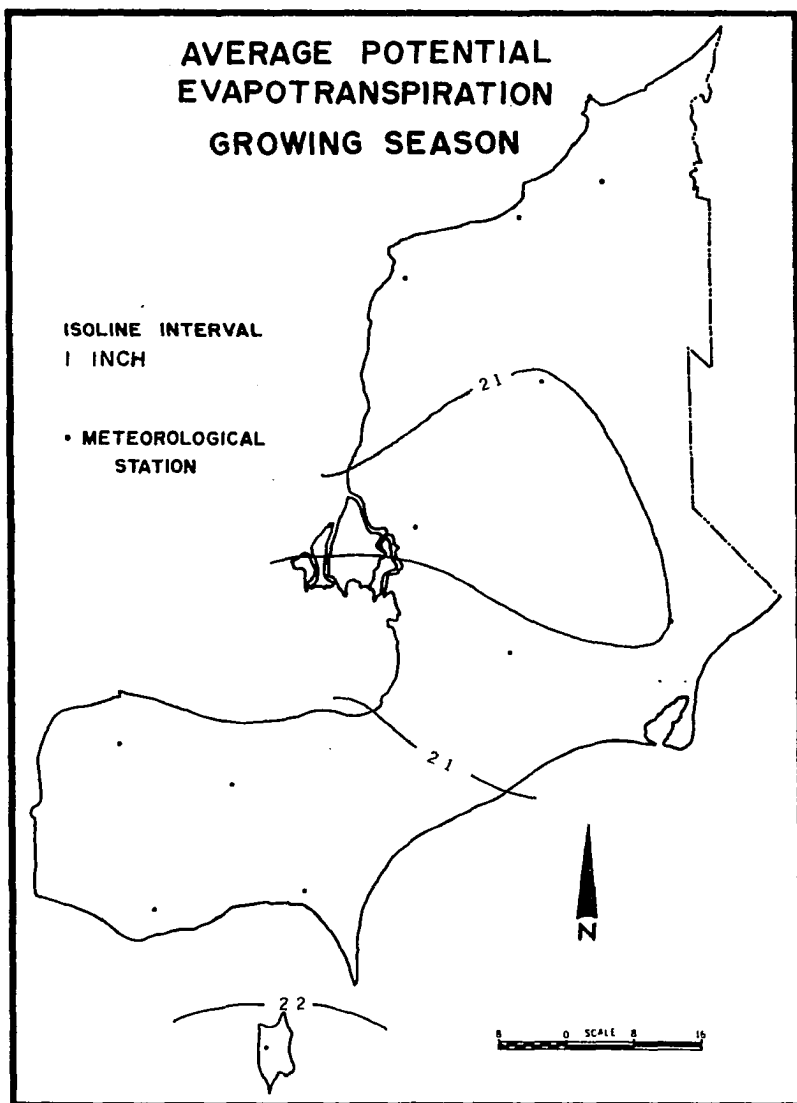 AVERAGE POTENTIAL
EVAPOTRANSPIRATION
GROWING SEASON
ISOLINE INTERVAL
1 INCH
• METEOROLOGICAL
STATION
21
21
22
N
8 0 SCALE 8 16